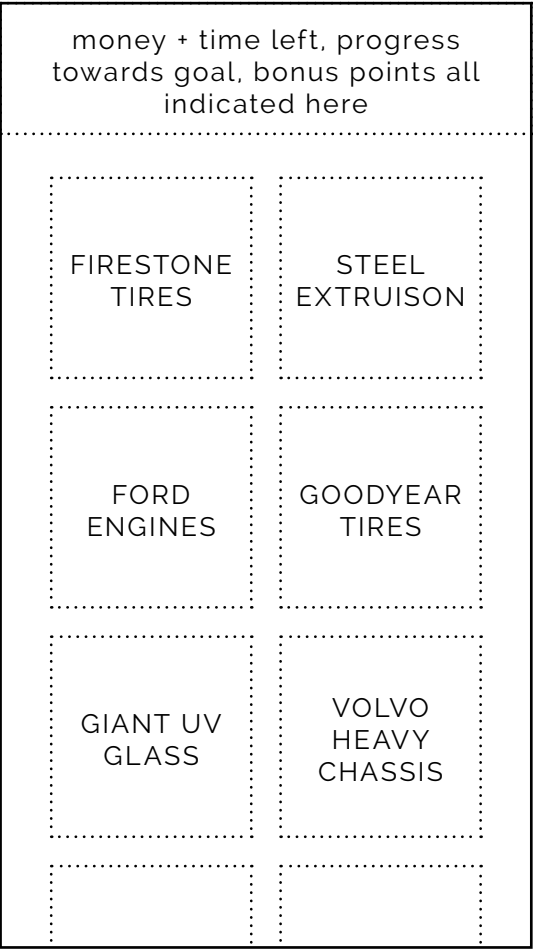 money + time left, progress
towards goal, bonus points all
indicated here
FIRESTONE
TIRES
STEEL
EXTRUISON
FORD
ENGINES
GOODYEAR
TIRES
GIANT UV
GLASS
VOLVO
HEAVY
CHASSIS